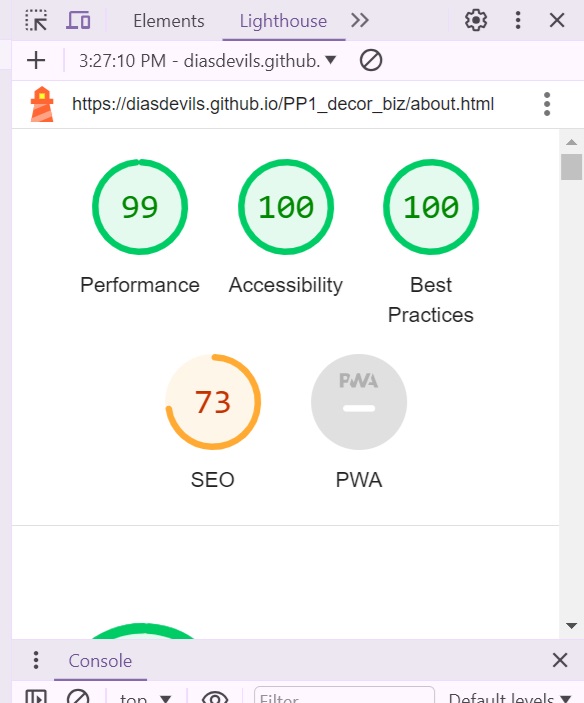 Elements Lighthouse
3:27:10 PM - diasdevils.github.
https://diasdevils.github.io/PP1_decor_biz/about.html
99 100 100
Performance Accessibility Best
Practices
PWA
73
SEO PWA
Console
top Filter Default levels